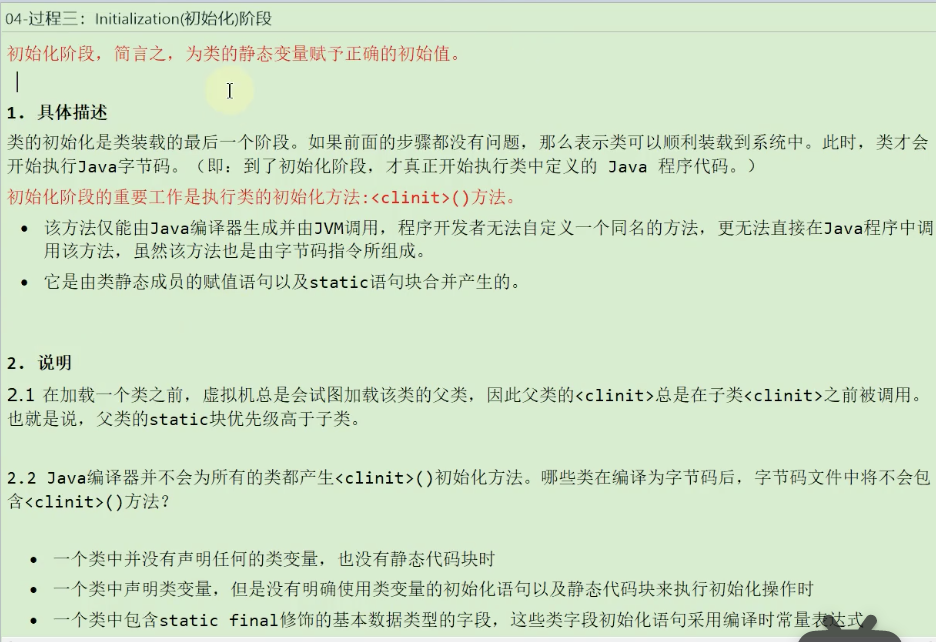 04-过程三：Initialization(初始化)阶段
初始化阶段，简言之，为类的静态变量赋予正确的初始值。
1. 具体描述
类的初始化是类装载的最后一个阶段。如果前面的步骤都没有问题，那么表示类可以顺利装载到系统中。此时，类才会
开始执行Java字节码。（即：到了初始化阶段，才真正开始执行类中定义的 Java 程序代码。）
初始化阶段的重要工作是执行类的初始化方法:<clinit>()方法。
• 该方法仅能由Java编译器生成并由JVM调用，程序开发者无法自定义一个同名的方法，更无法直接在Java程序中调
用该方法，虽然该方法也是由字节码指令所组成。
• 它是由类静态成员的赋值语句以及static语句块合并产生的。
2. 说明
2.1 在加载一个类之前，虚拟机总是会试图加载该类的父类，因此父类的<clinit>总是在子类<clinit>之前被调用。
也就是说，父类的static块优先级高于子类。
2.2 Java编译器并不会为所有的类都产生<clinit>()初始化方法。哪些类在编译为字节码后，字节码文件中将不会包
含<clinit>()方法？
• 一个类中并没有声明任何的类变量，也没有静态代码块时
• 一个类中声明类变量，但是没有明确使用类变量的初始化语句以及静态代码块来执行初始化操作时
• 一个类中包含static final修饰的基本数据类型的字段，这些类字段初始化语句采用编译时常量表达式